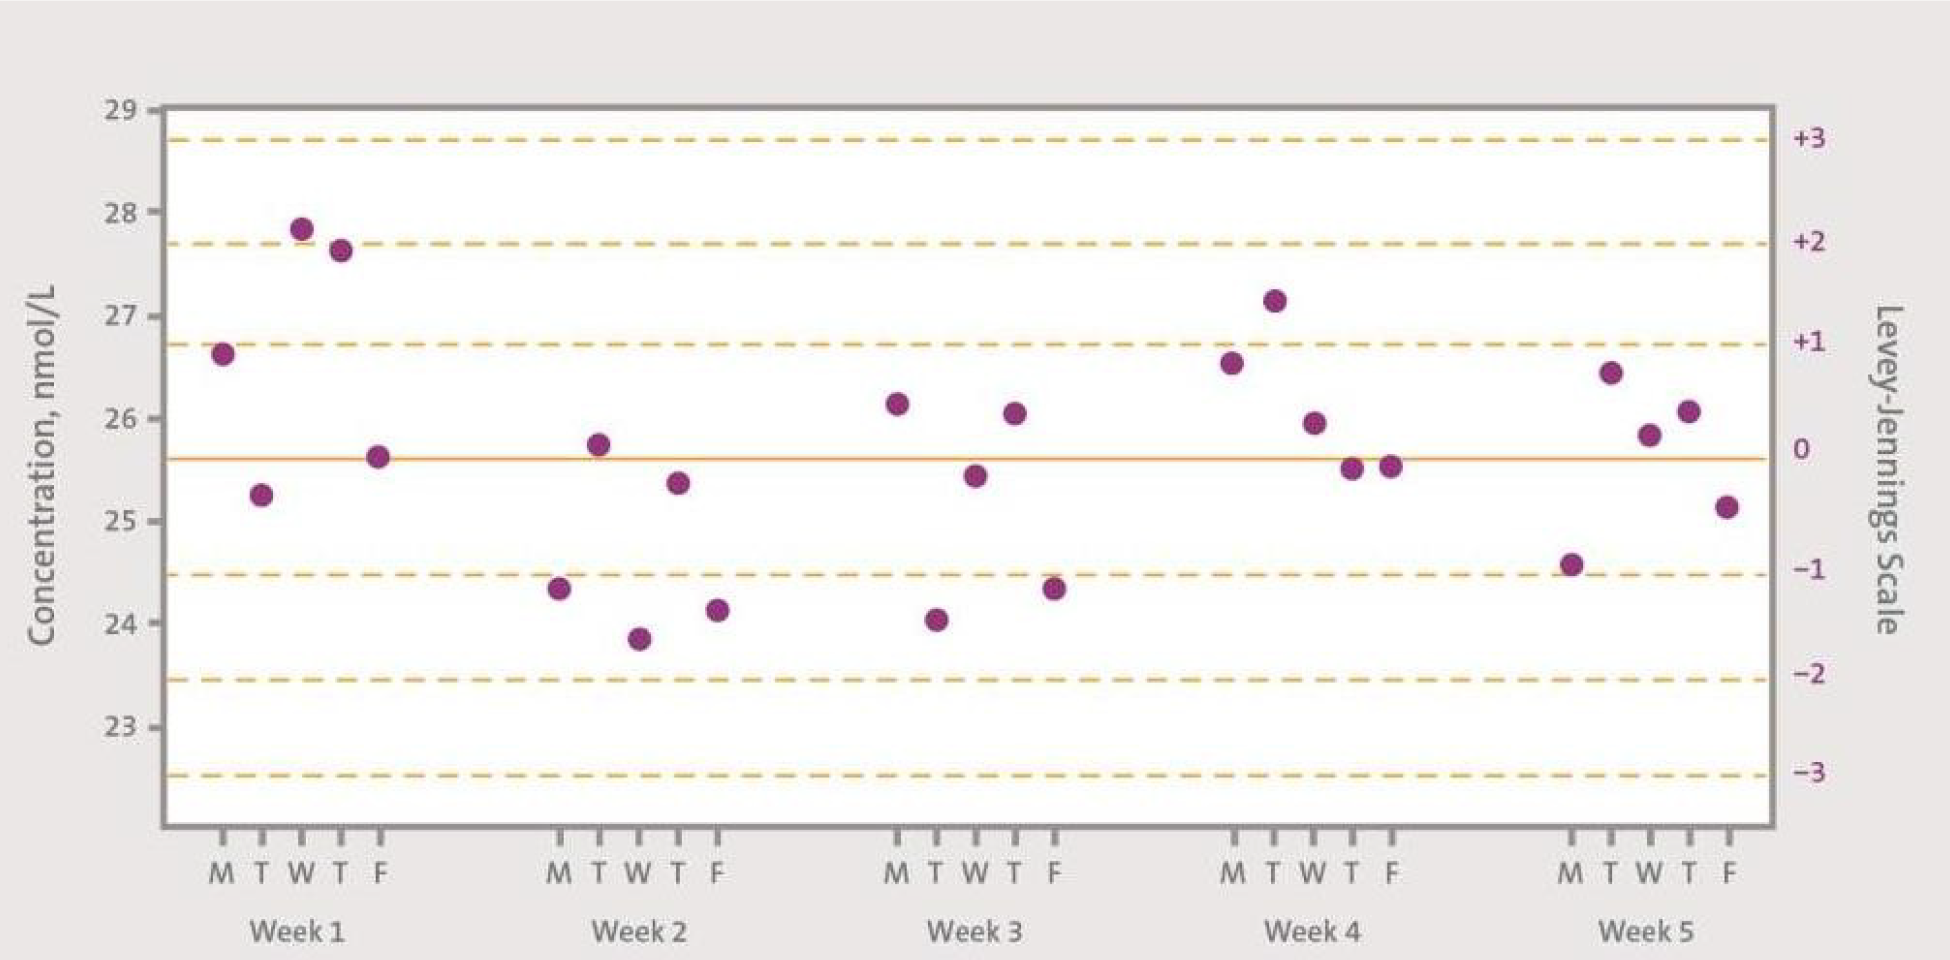 29
28
27
26
25
24
23
Concentration, nmol/L
+3
+2
+1
0
−1
−2
−3
Levey-Jennings Scale
M T W T F
M T W T F
M T W T F
M T W T F
M T W T F
Week 1
Week 2
Week 3
Week 4
Week 5